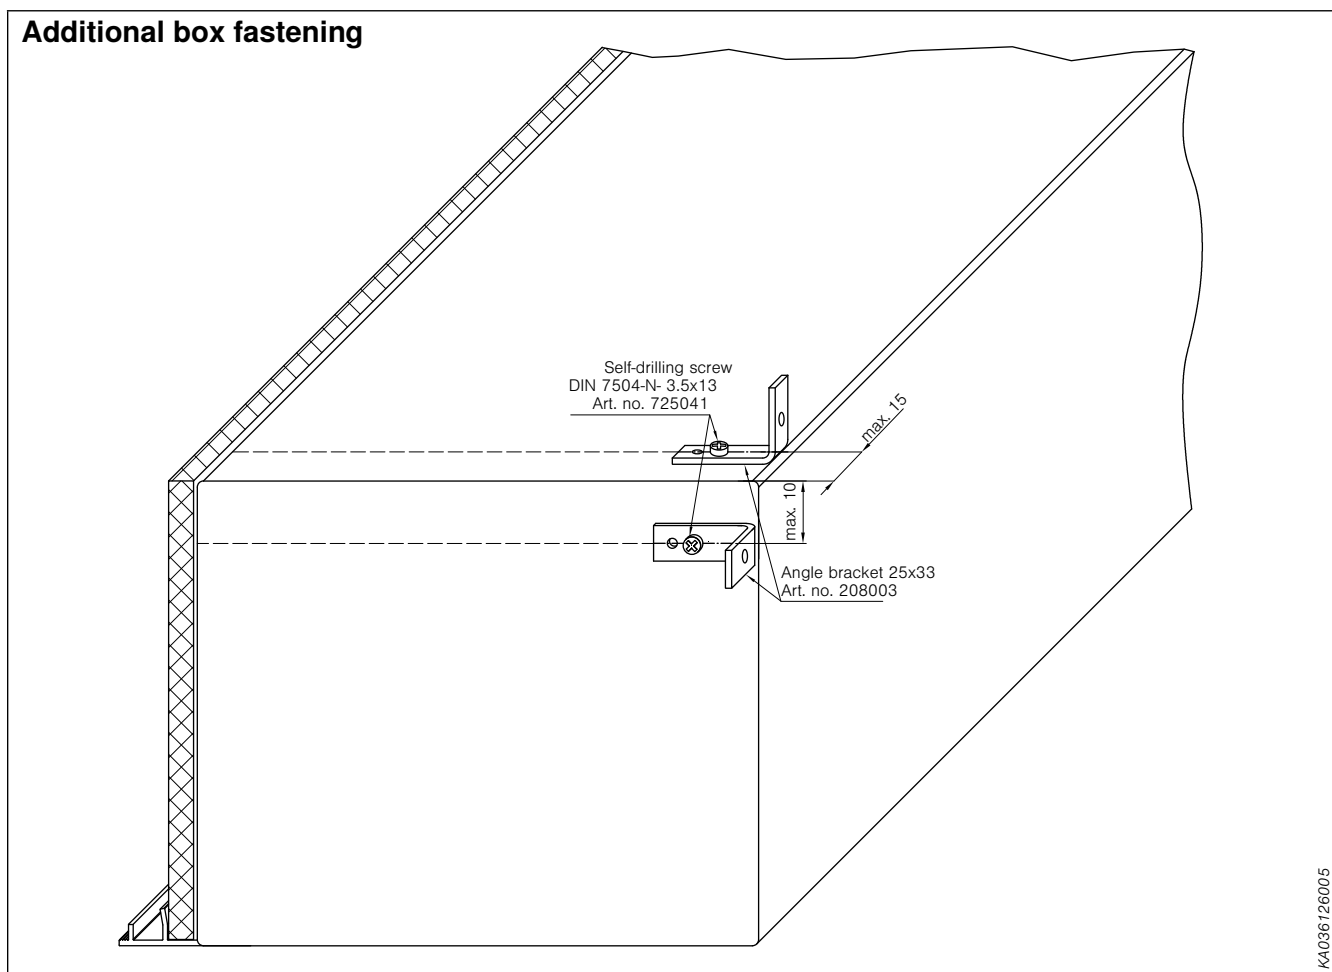 Additional box fastening
Self-drilling screw
DIN 7504-N- 3.5x13
Art. no. 725041
max. 15
max. 10
Angle bracket 25x33
Art. no. 208003
KA036126005